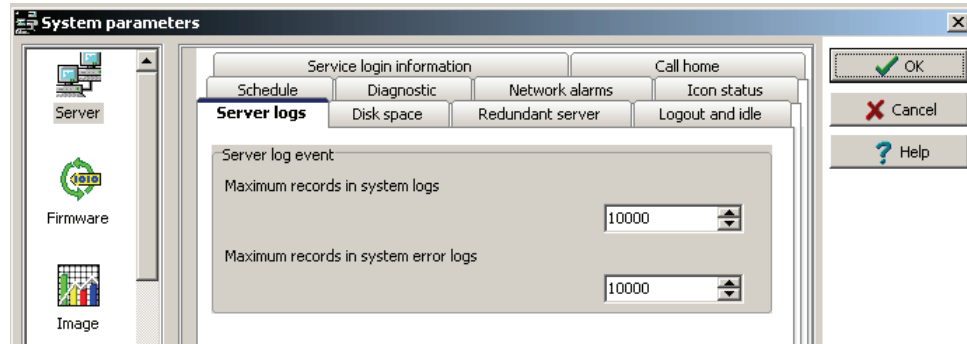 System parameters
Server
Firmware
Image
Service login information Call home
Schedule Diagnostic Network alarms Icon status
Server logs Disk space Redundant server Logout and idle
Server log event
Maximum records in system logs
10000
Maximum records in system error logs
10000
OK
Cancel
Help